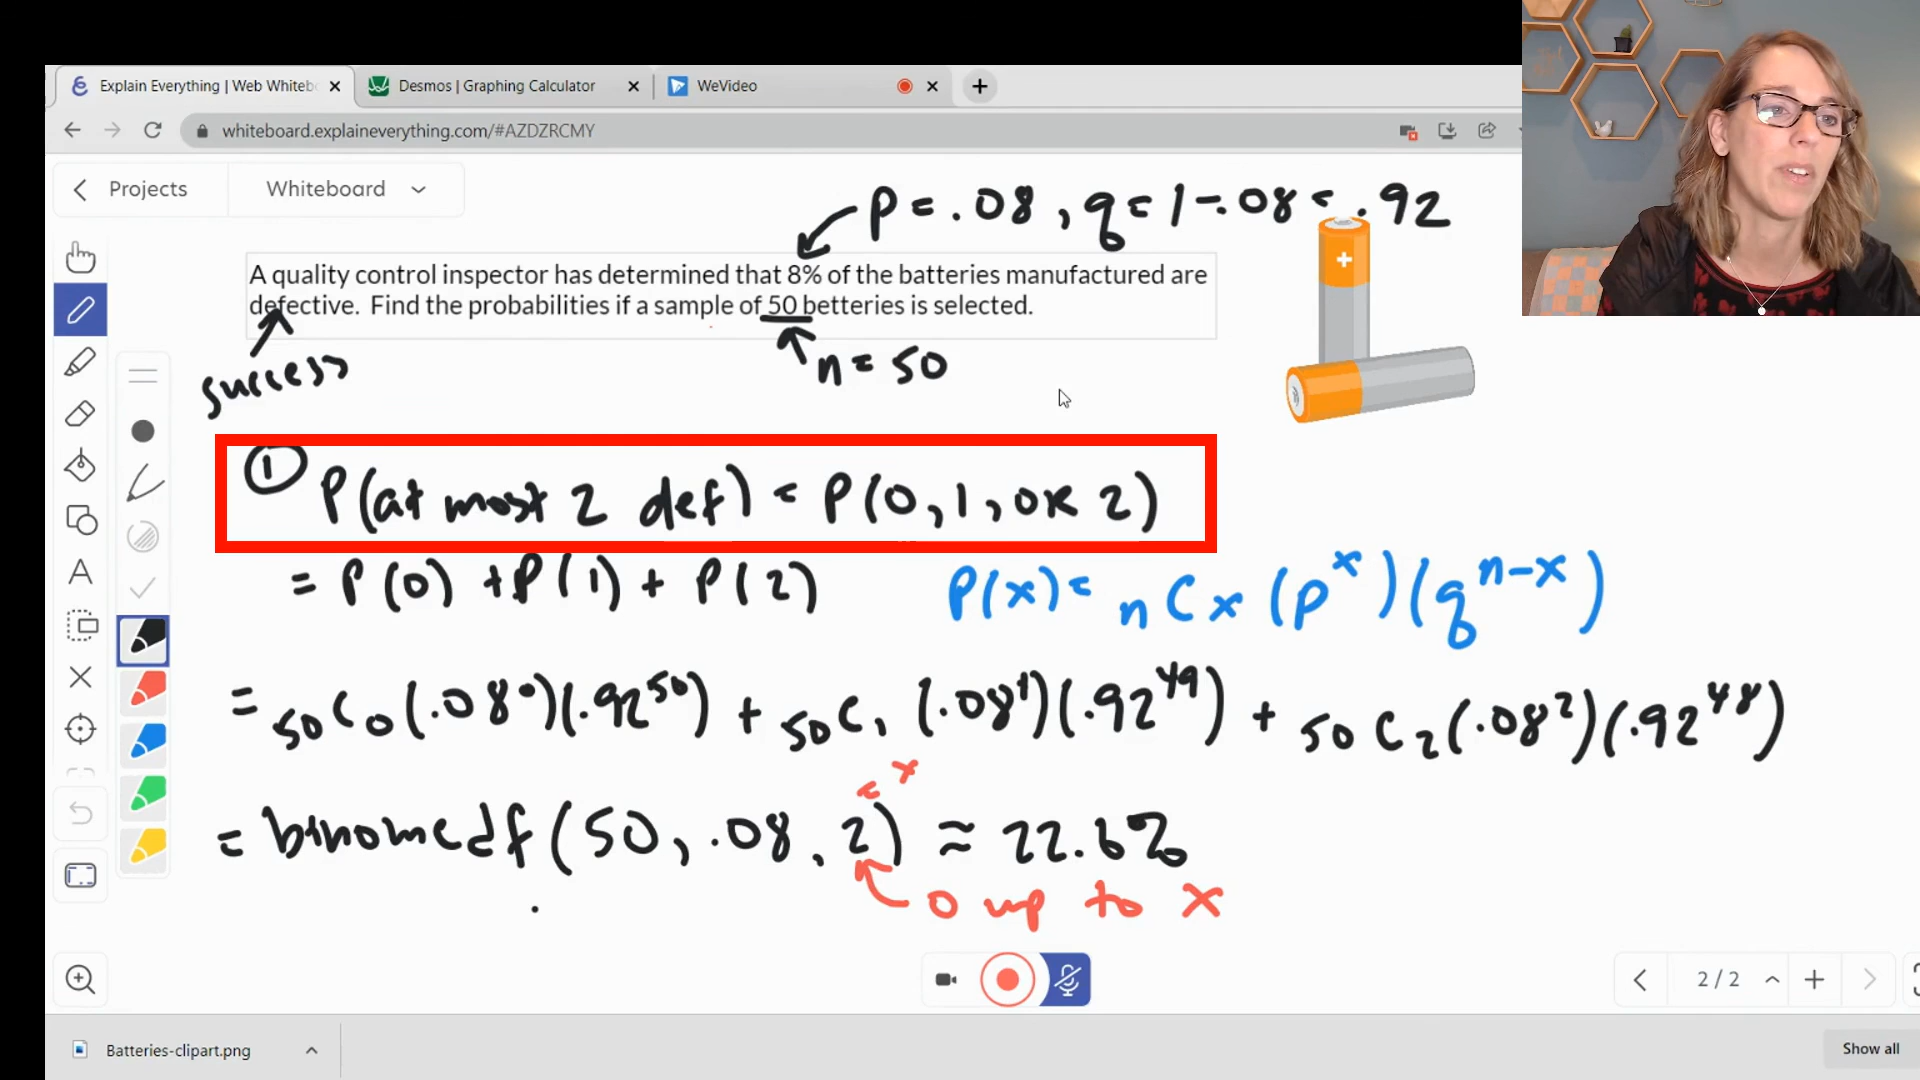 Explain Everything | Web Whitebo
Desmos | Graphing Calculator
WeVideo
whiteboard.explaineverything.com/#AZDZRCMY
Projects
Whiteboard
p = .08, q = 1 - .08 = .92
A quality control inspector has determined that 8% of the batteries manufactured are
defective. Find the probabilities if a sample of 50 betteries is selected.
success
n = 50
① P(at most 2 def) = P(0, 1, OR 2)
= P(0) + P(1) + P(2)
P(x) = nCx (p^x)(q^n-x)
= 50C0(.08^0)(.92^50) + 50C1(.08^1)(.92^49) + 50C2(.08^2)(.92^48)
≤ x
= binomcdf(50, .08, 2) ≈ 22.6%
0 up to x
A
2 / 2
Batteries-clipart.png
Show all